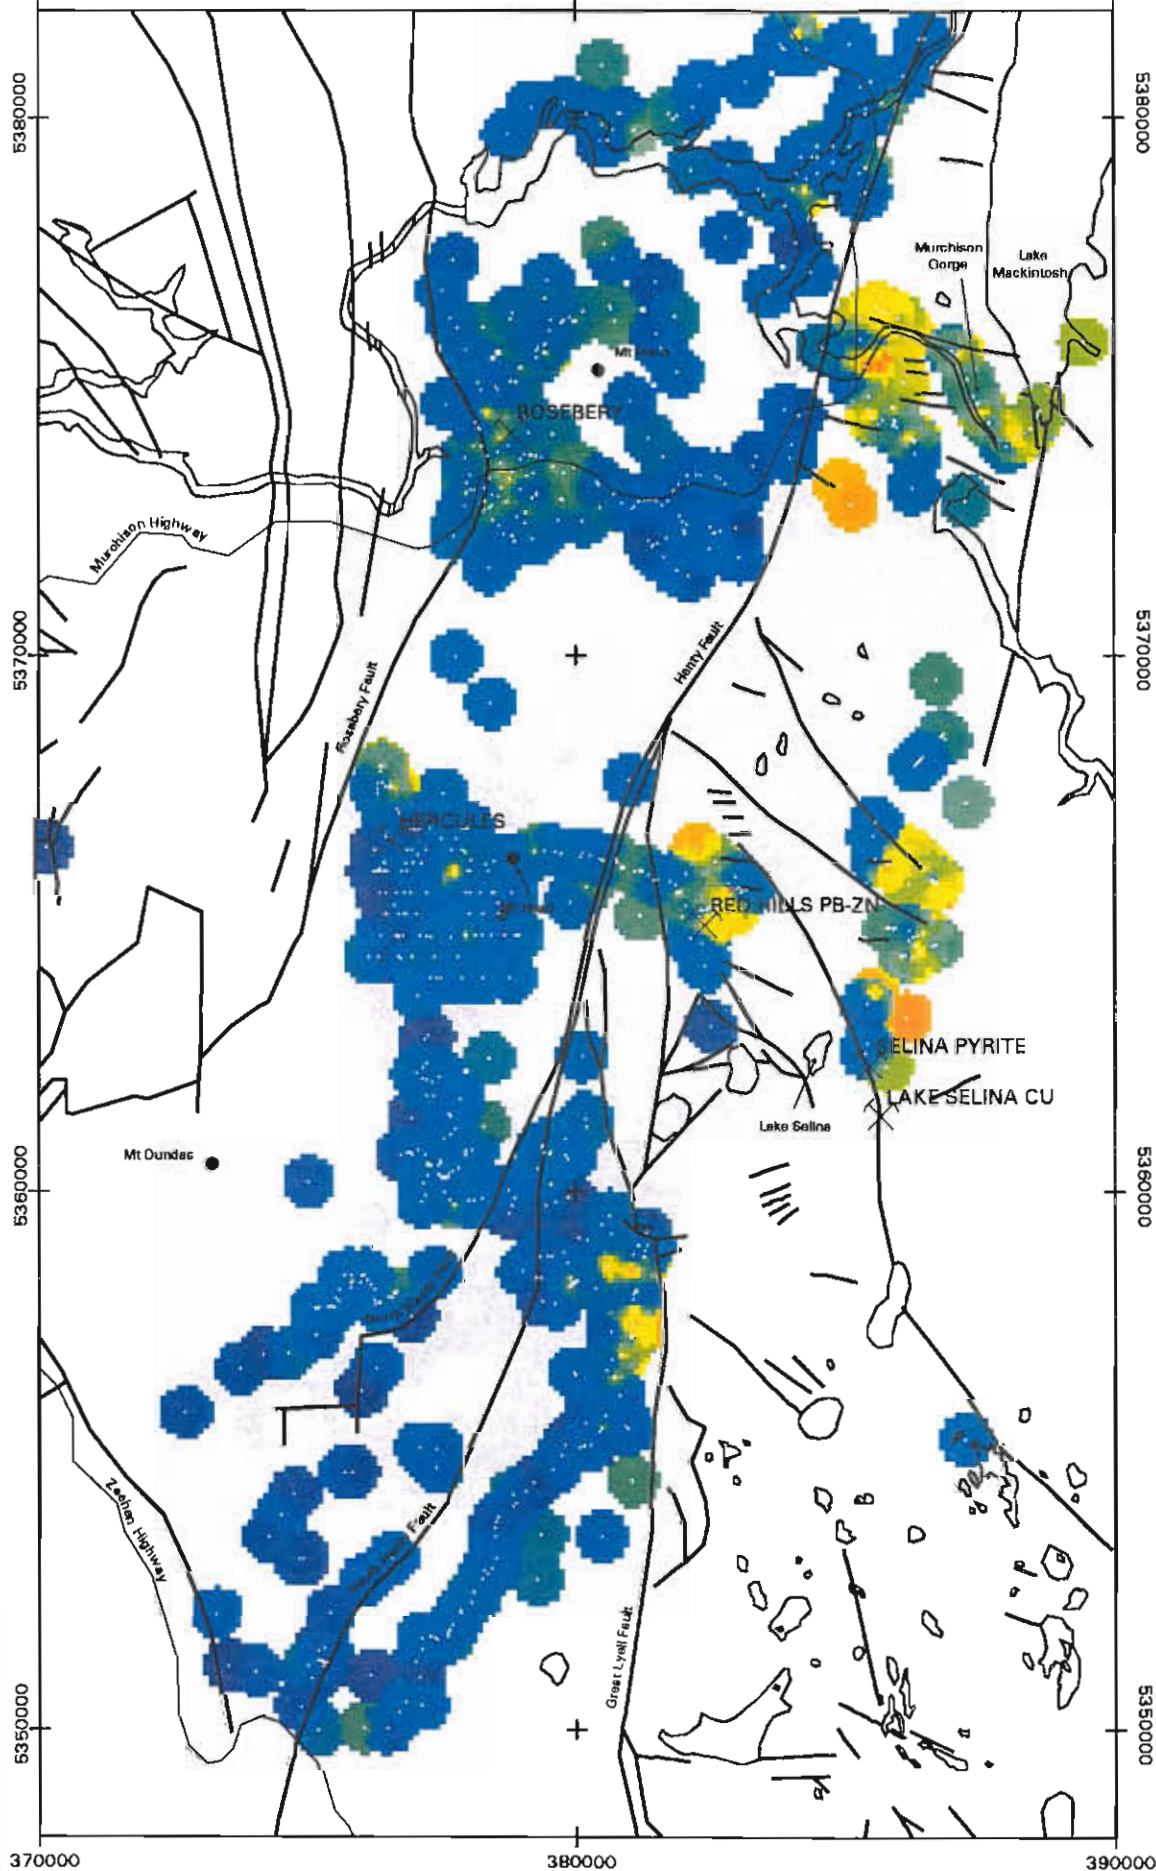 5380000
5380000
Murchison
Gorge
Lake
Mackintosh
ROSEBERY
Murchison Highway
5370000
5370000
Henty Fault
Rosebery Fault
HERCULES
RED HILLS PB-ZN
SELINA PYRITE
LAKE SELINA CU
Lake Selina
Mt Dundas
5360000
5360000
Zeehan Highway
Fault
Great Lyell Fault
5350000
5350000
370000
380000
390000